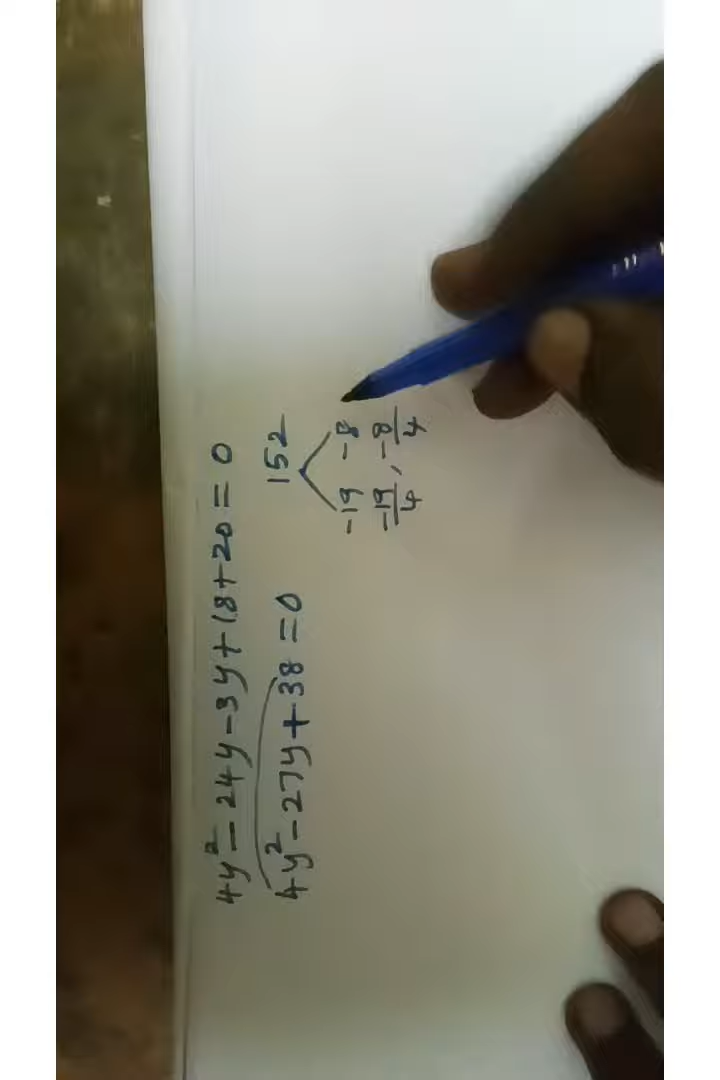 4y² - 24y - 3y + 18 + 20 = 0
4y² - 27y + 38 = 0
152
-19 -8
-19/4, -8/4